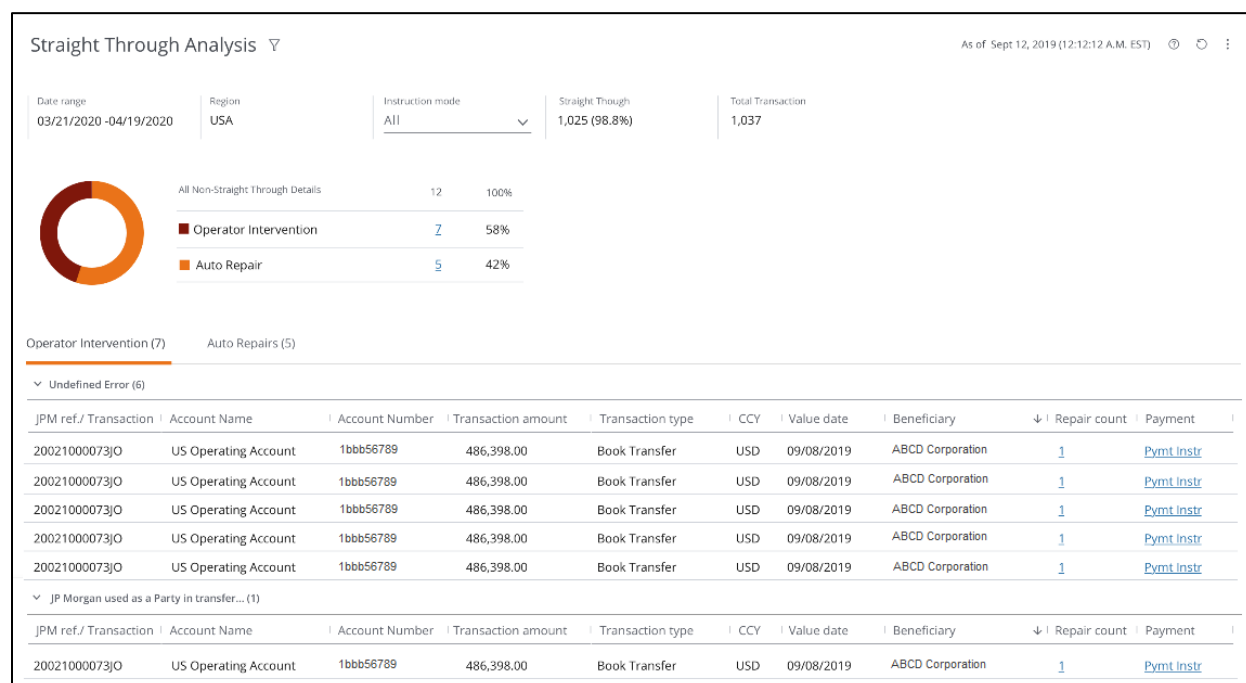 Straight Through Analysis As of Sept 12, 2019 (12:12:12 A.M. EST)
Date range Region Instruction mode Straight Though Total Transaction
03/21/2020 -04/19/2020 USA All 1,025 (98.8%) 1,037
All Non-Straight Through Details 12 100%
Operator Intervention 7 58%
Auto Repair 5 42%
Operator Intervention (7) Auto Repairs (5)
Undefined Error (6)
JPM ref./ Transaction Account Name Account Number Transaction amount Transaction type CCY Value date Beneficiary Repair count Payment
20021000073JO US Operating Account 1bbb56789 486,398.00 Book Transfer USD 09/08/2019 ABCD Corporation 1 Pymt Instr
20021000073JO US Operating Account 1bbb56789 486,398.00 Book Transfer USD 09/08/2019 ABCD Corporation 1 Pymt Instr
20021000073JO US Operating Account 1bbb56789 486,398.00 Book Transfer USD 09/08/2019 ABCD Corporation 1 Pymt Instr
20021000073JO US Operating Account 1bbb56789 486,398.00 Book Transfer USD 09/08/2019 ABCD Corporation 1 Pymt Instr
20021000073JO US Operating Account 1bbb56789 486,398.00 Book Transfer USD 09/08/2019 ABCD Corporation 1 Pymt Instr
JP Morgan used as a Party in transfer... (1)
JPM ref./ Transaction Account Name Account Number Transaction amount Transaction type CCY Value date Beneficiary Repair count Payment
20021000073JO US Operating Account 1bbb56789 486,398.00 Book Transfer USD 09/08/2019 ABCD Corporation 1 Pymt Instr